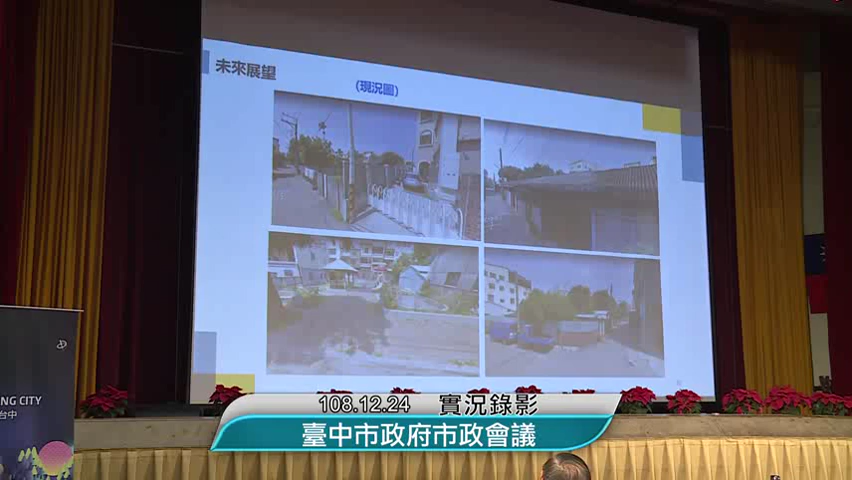 未來展望
(現況圖)
NG CITY
台中
108.12.24 實況錄影
臺中市政府市政會議